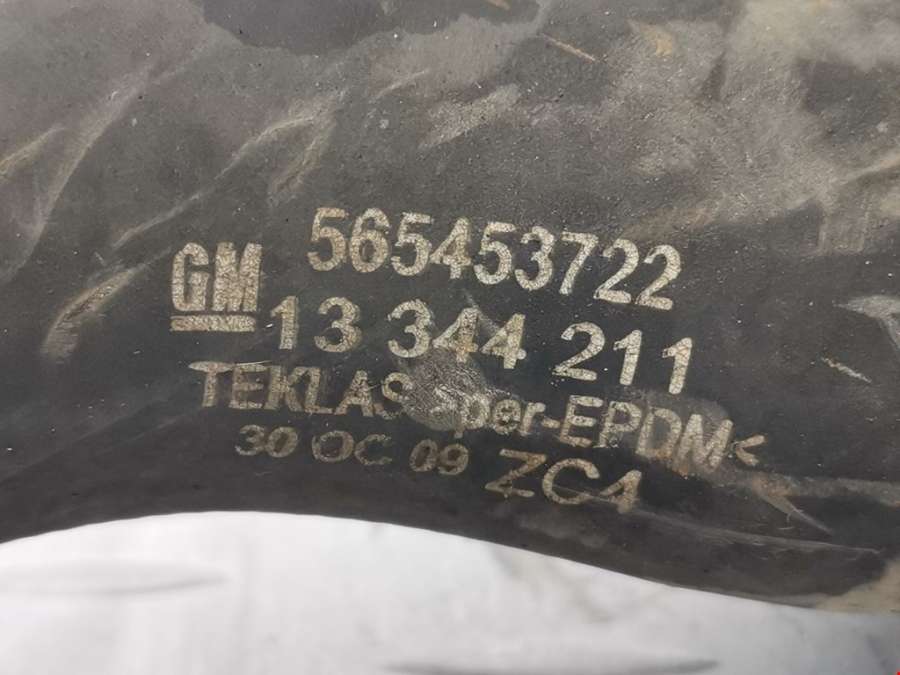 565453722
GM 13 344 211
TEKLAS per-EPDM<
30 OC 09 ZC4